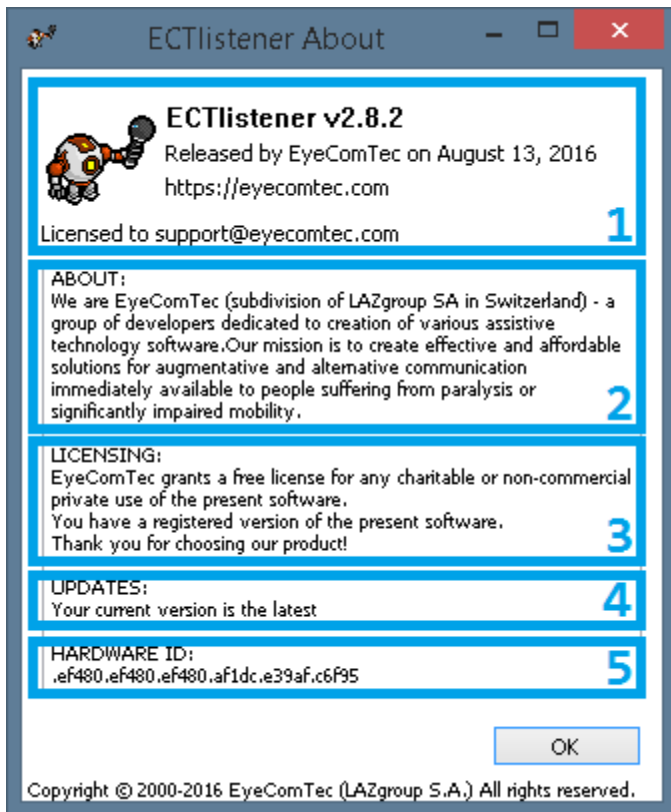 ECTlistener About
ECTlistener v2.8.2
Released by EyeComTec on August 13, 2016
https://eyecomtec.com
Licensed to support@eyecomtec.com
1
ABOUT:
We are EyeComTec (subdivision of LAZgroup SA in Switzerland) - a
group of developers dedicated to creation of various assistive
technology software.Our mission is to create effective and affordable
solutions for augmentative and alternative communication
immediately available to people suffering from paralysis or
significantly impaired mobility.
2
LICENSING:
EyeComTec grants a free license for any charitable or non-commercial
private use of the present software.
You have a registered version of the present software.
Thank you for choosing our product!
3
UPDATES:
Your current version is the latest
4
HARDWARE ID:
.ef480.ef480.ef480.af1dc.e39af.c6f95
5
OK
Copyright © 2000-2016 EyeComTec (LAZgroup S.A.) All rights reserved.